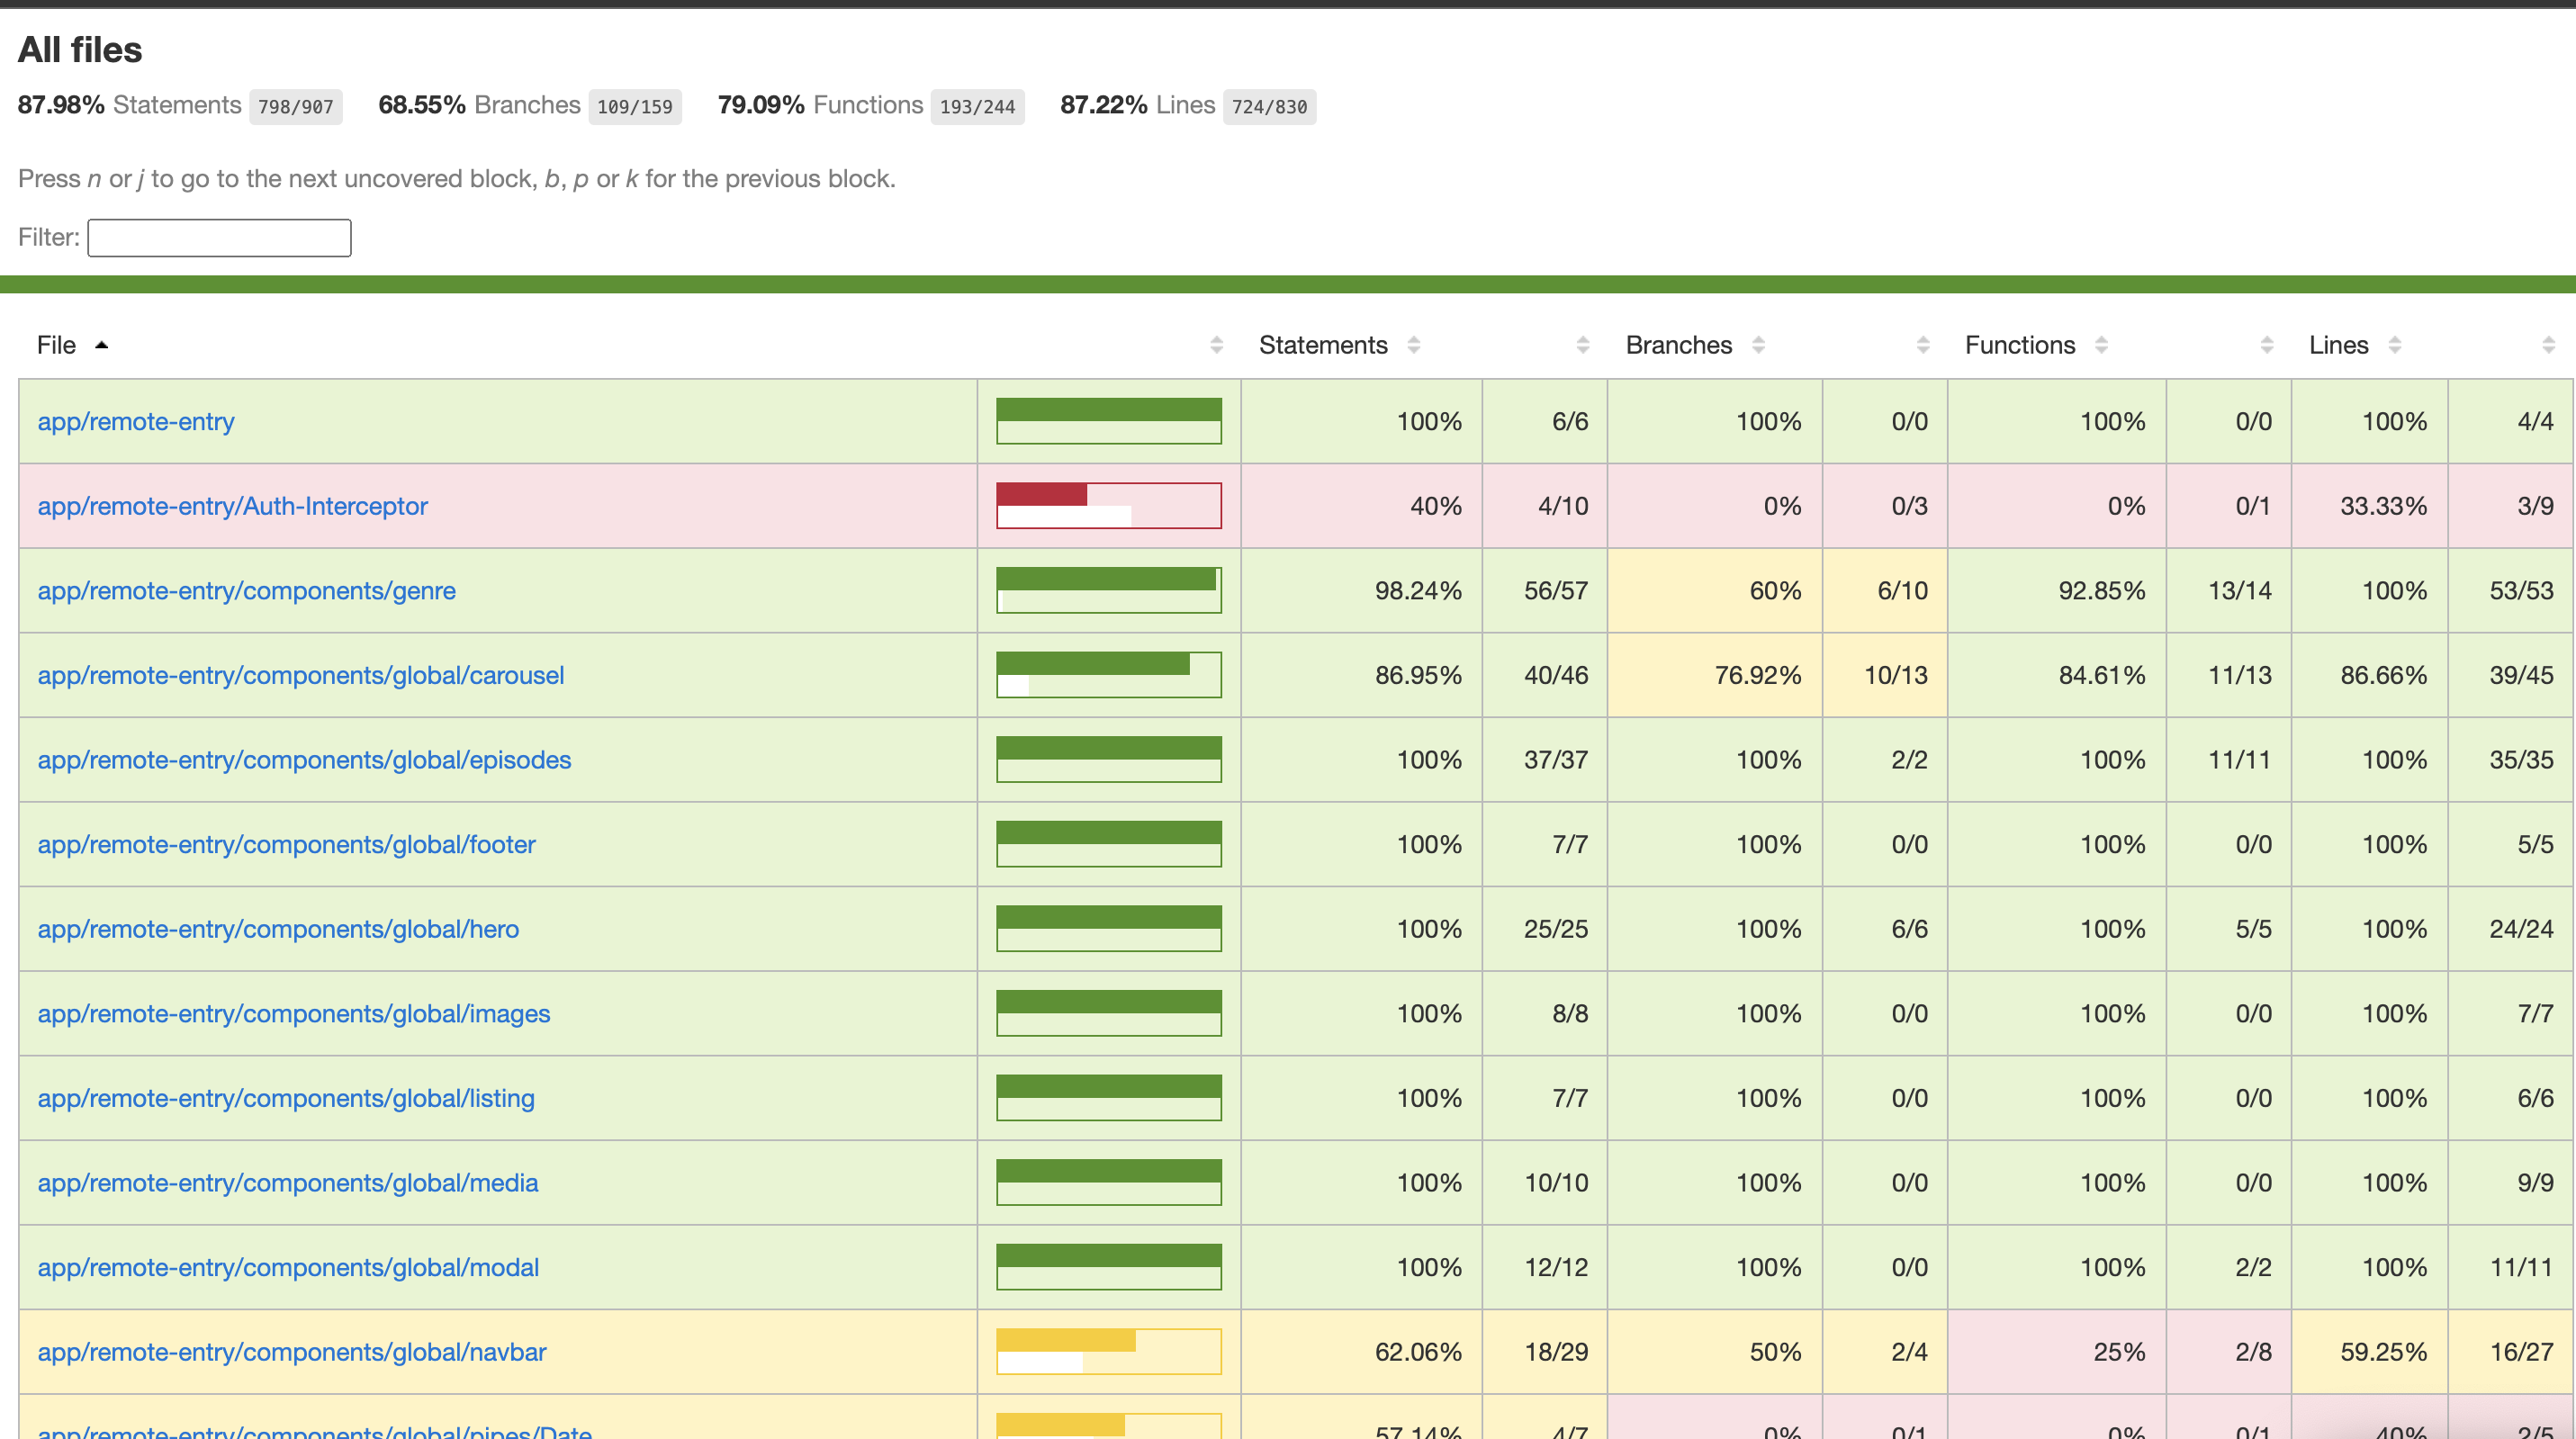 All files
87.98% Statements 798/907 68.55% Branches 109/159 79.09% Functions 193/244 87.22% Lines 724/830
Press n or j to go to the next uncovered block, b, p or k for the previous block.
Filter:
File Statements Branches Functions Lines
app/remote-entry 100% 6/6 100% 0/0 100% 0/0 100% 4/4
app/remote-entry/Auth-Interceptor 40% 4/10 0% 0/3 0% 0/1 33.33% 3/9
app/remote-entry/components/genre 98.24% 56/57 60% 6/10 92.85% 13/14 100% 53/53
app/remote-entry/components/global/carousel 86.95% 40/46 76.92% 10/13 84.61% 11/13 86.66% 39/45
app/remote-entry/components/global/episodes 100% 37/37 100% 2/2 100% 11/11 100% 35/35
app/remote-entry/components/global/footer 100% 7/7 100% 0/0 100% 0/0 100% 5/5
app/remote-entry/components/global/hero 100% 25/25 100% 6/6 100% 5/5 100% 24/24
app/remote-entry/components/global/images 100% 8/8 100% 0/0 100% 0/0 100% 7/7
app/remote-entry/components/global/listing 100% 7/7 100% 0/0 100% 0/0 100% 6/6
app/remote-entry/components/global/media 100% 10/10 100% 0/0 100% 0/0 100% 9/9
app/remote-entry/components/global/modal 100% 12/12 100% 0/0 100% 2/2 100% 11/11
app/remote-entry/components/global/navbar 62.06% 18/29 50% 2/4 25% 2/8 59.25% 16/27
app/remote-entry/components/global/pipes/Date 57.14% 4/7 0% 0/1 0% 0/1 40% 2/5